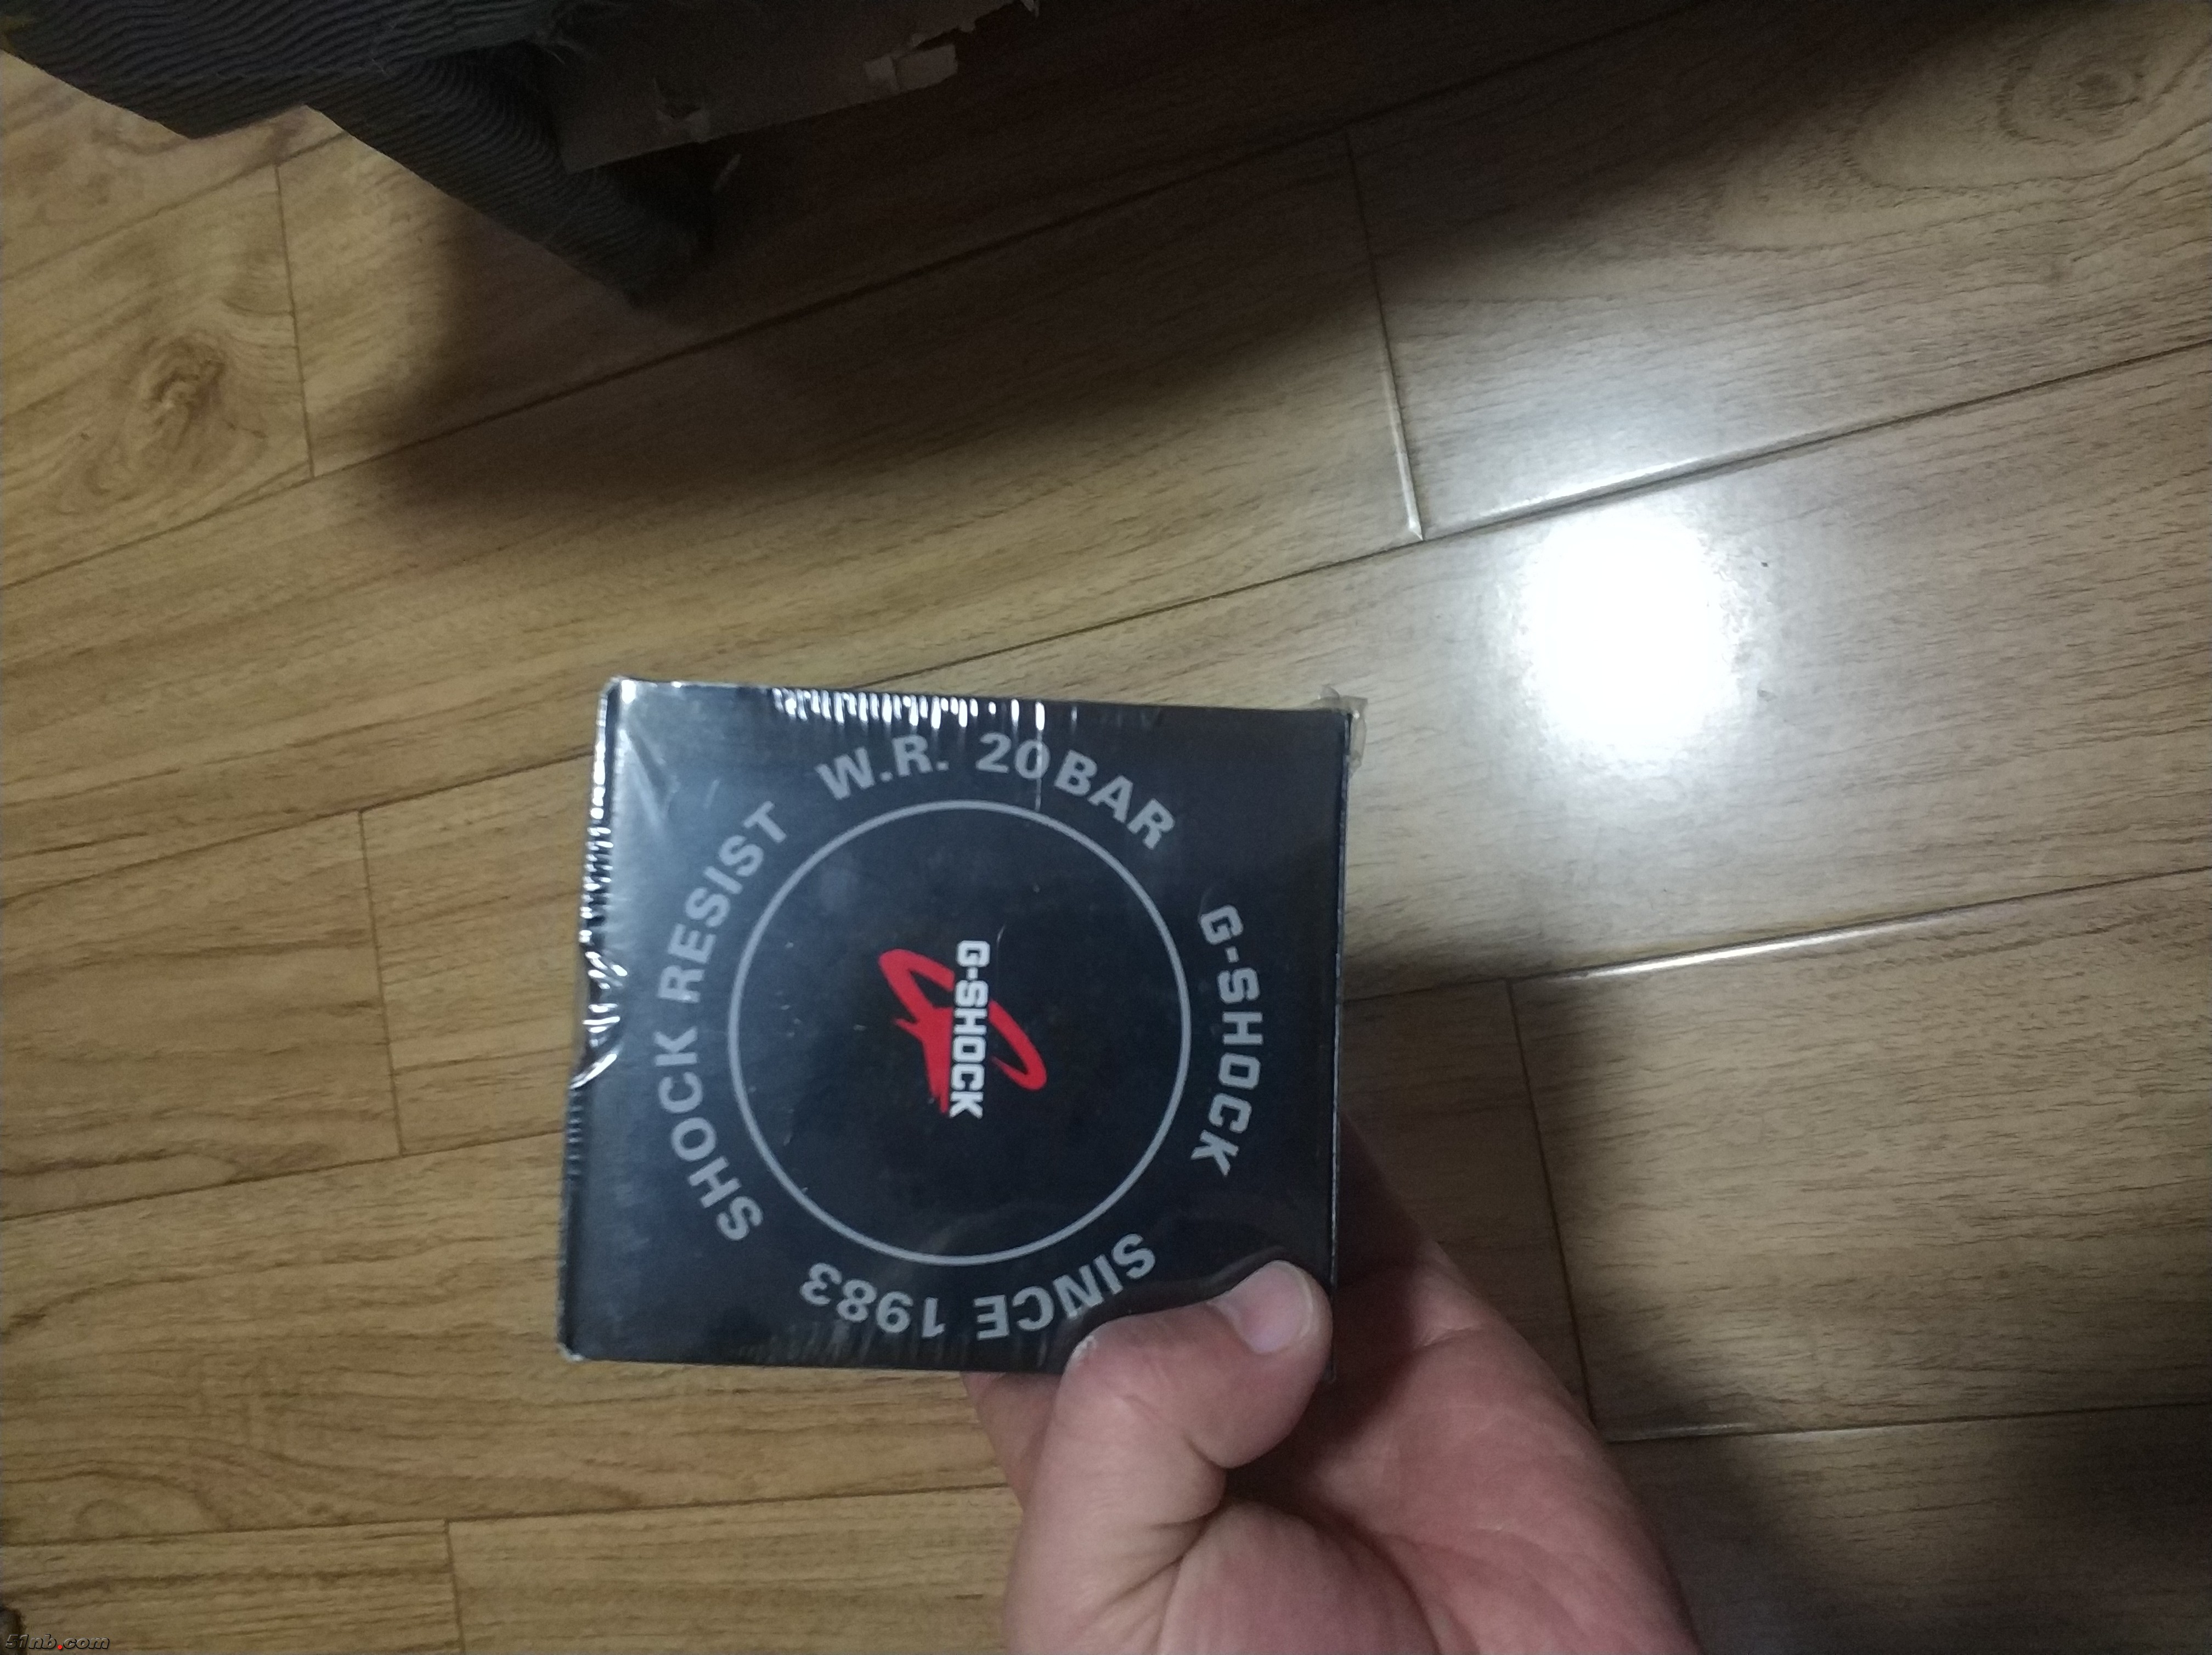 SHOCK RESIST
W.R. 20BAR
G-SHOCK
SINCE 1983
G-SHOCK
51nb.com